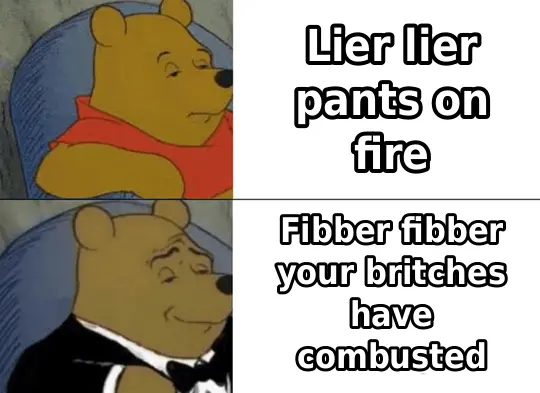 Lier lier
pants on
fire
Fibber fibber
your britches
have
combusted